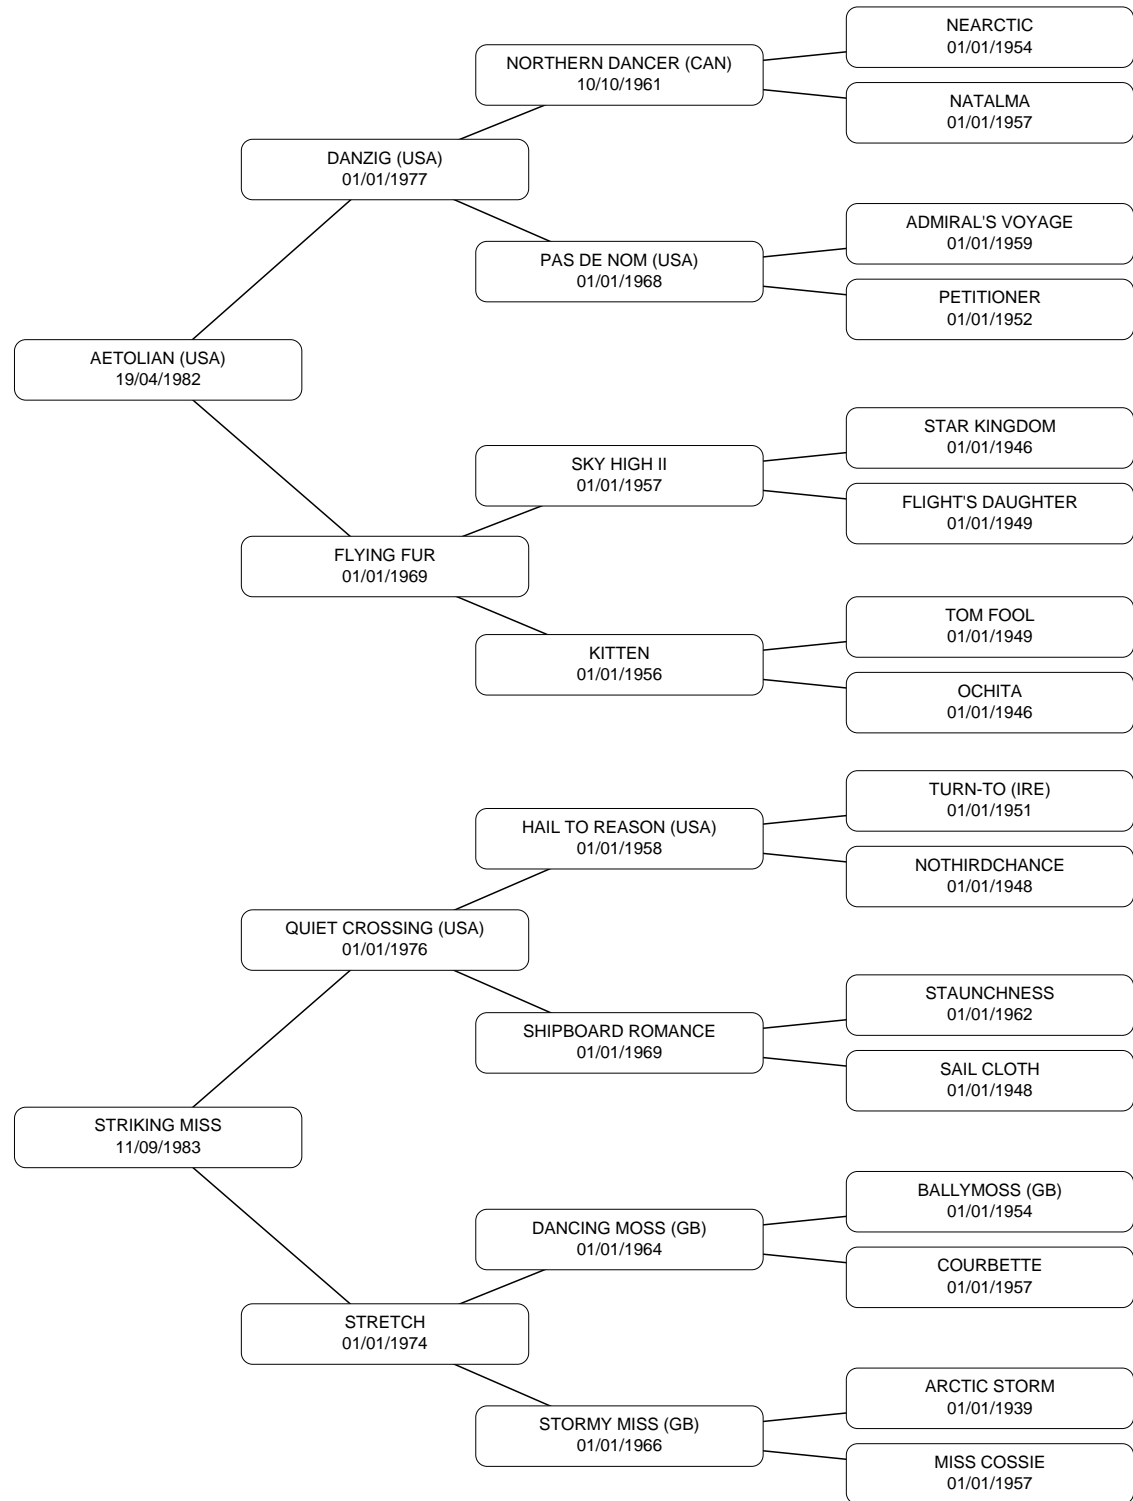 NEARCTIC
01/01/1954
NORTHERN DANCER (CAN)
10/10/1961
NATALMA
01/01/1957
DANZIG (USA)
01/01/1977
ADMIRAL'S VOYAGE
01/01/1959
PAS DE NOM (USA)
01/01/1968
PETITIONER
01/01/1952
AETOLIAN (USA)
19/04/1982
STAR KINGDOM
01/01/1946
SKY HIGH II
01/01/1957
FLIGHT'S DAUGHTER
01/01/1949
FLYING FUR
01/01/1969
TOM FOOL
01/01/1949
KITTEN
01/01/1956
OCHITA
01/01/1946
TURN-TO (IRE)
01/01/1951
HAIL TO REASON (USA)
01/01/1958
NOTHIRDCHANCE
01/01/1948
QUIET CROSSING (USA)
01/01/1976
STAUNCHNESS
01/01/1962
SHIPBOARD ROMANCE
01/01/1969
SAIL CLOTH
01/01/1948
STRIKING MISS
11/09/1983
BALLYMOSS (GB)
01/01/1954
DANCING MOSS (GB)
01/01/1964
COURBETTE
01/01/1957
STRETCH
01/01/1974
ARCTIC STORM
01/01/1939
STORMY MISS (GB)
01/01/1966
MISS COSSIE
01/01/1957